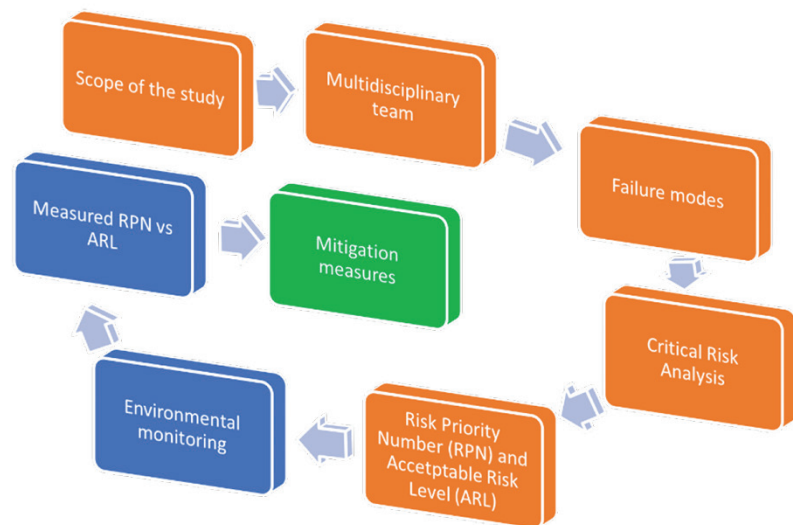 Scope of the study
Multidisciplinary
team
Failure modes
Critical Risk
Analysis
Risk Priority
Number (RPN) and
Accetptable Risk
Level (ARL)
Environmental
monitoring
Measured RPN vs
ARL
Mitigation
measures